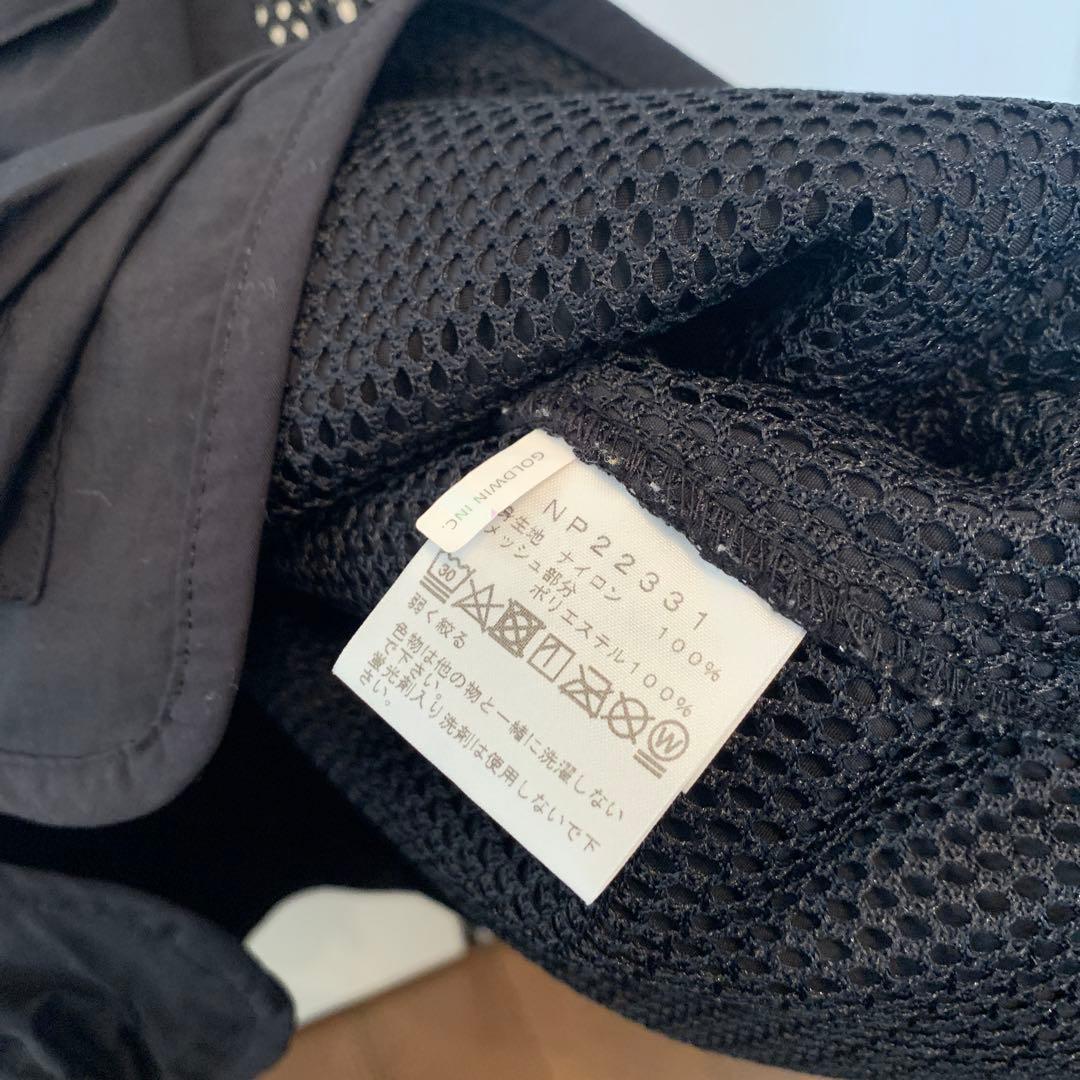 GOLDWIN INC.
NP22331
生地 ナイロン 100%
メッシュ部分
ポリエステル100%
30
W
弱く絞る
色物は他の物と一緒に洗濯しない
で下さい。
蛍光剤入り洗剤は使用しないで下
さい。